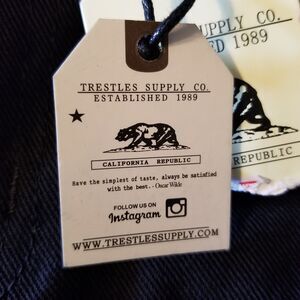 TRESTLES SUPPLY CO.
ESTABLISHED 1989
CALIFORNIA REPUBLIC
Have the simplest of taste, always be satisfied
with the best. - Oscar Wilde
FOLLOW US ON
Instagram
WWW.TRESTLESSUPPLY.COM
UPPLY CO.
ED 1989
REPUBLIC